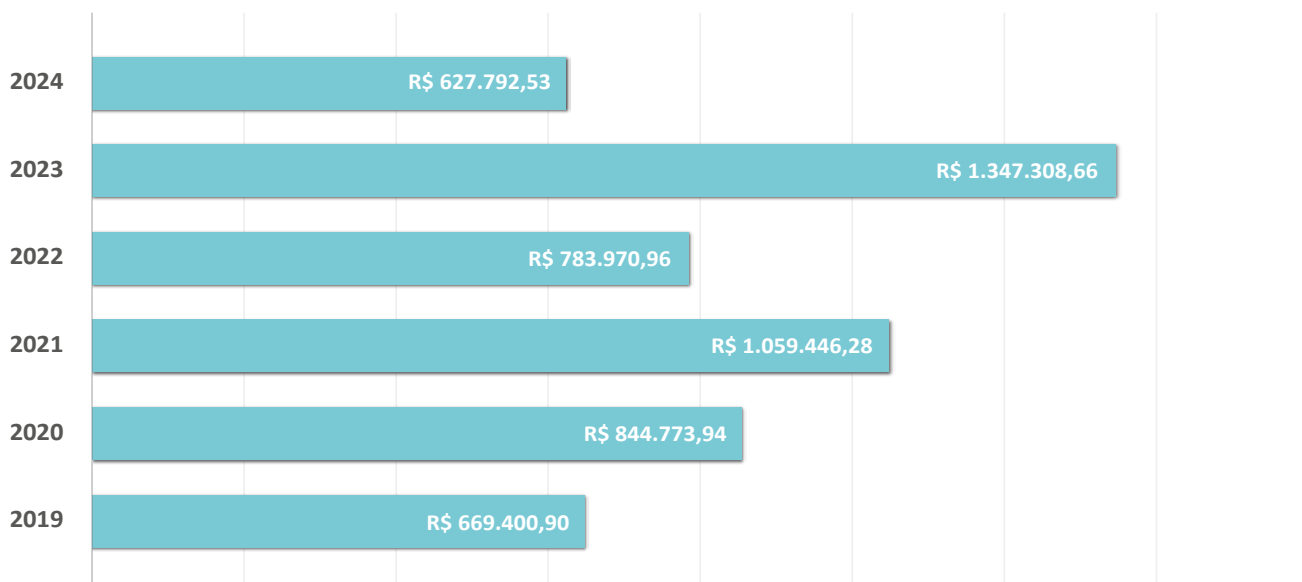 2024 R$ 627.792,53
2023 R$ 1.347.308,66
2022 R$ 783.970,96
2021 R$ 1.059.446,28
2020 R$ 844.773,94
2019 R$ 669.400,90